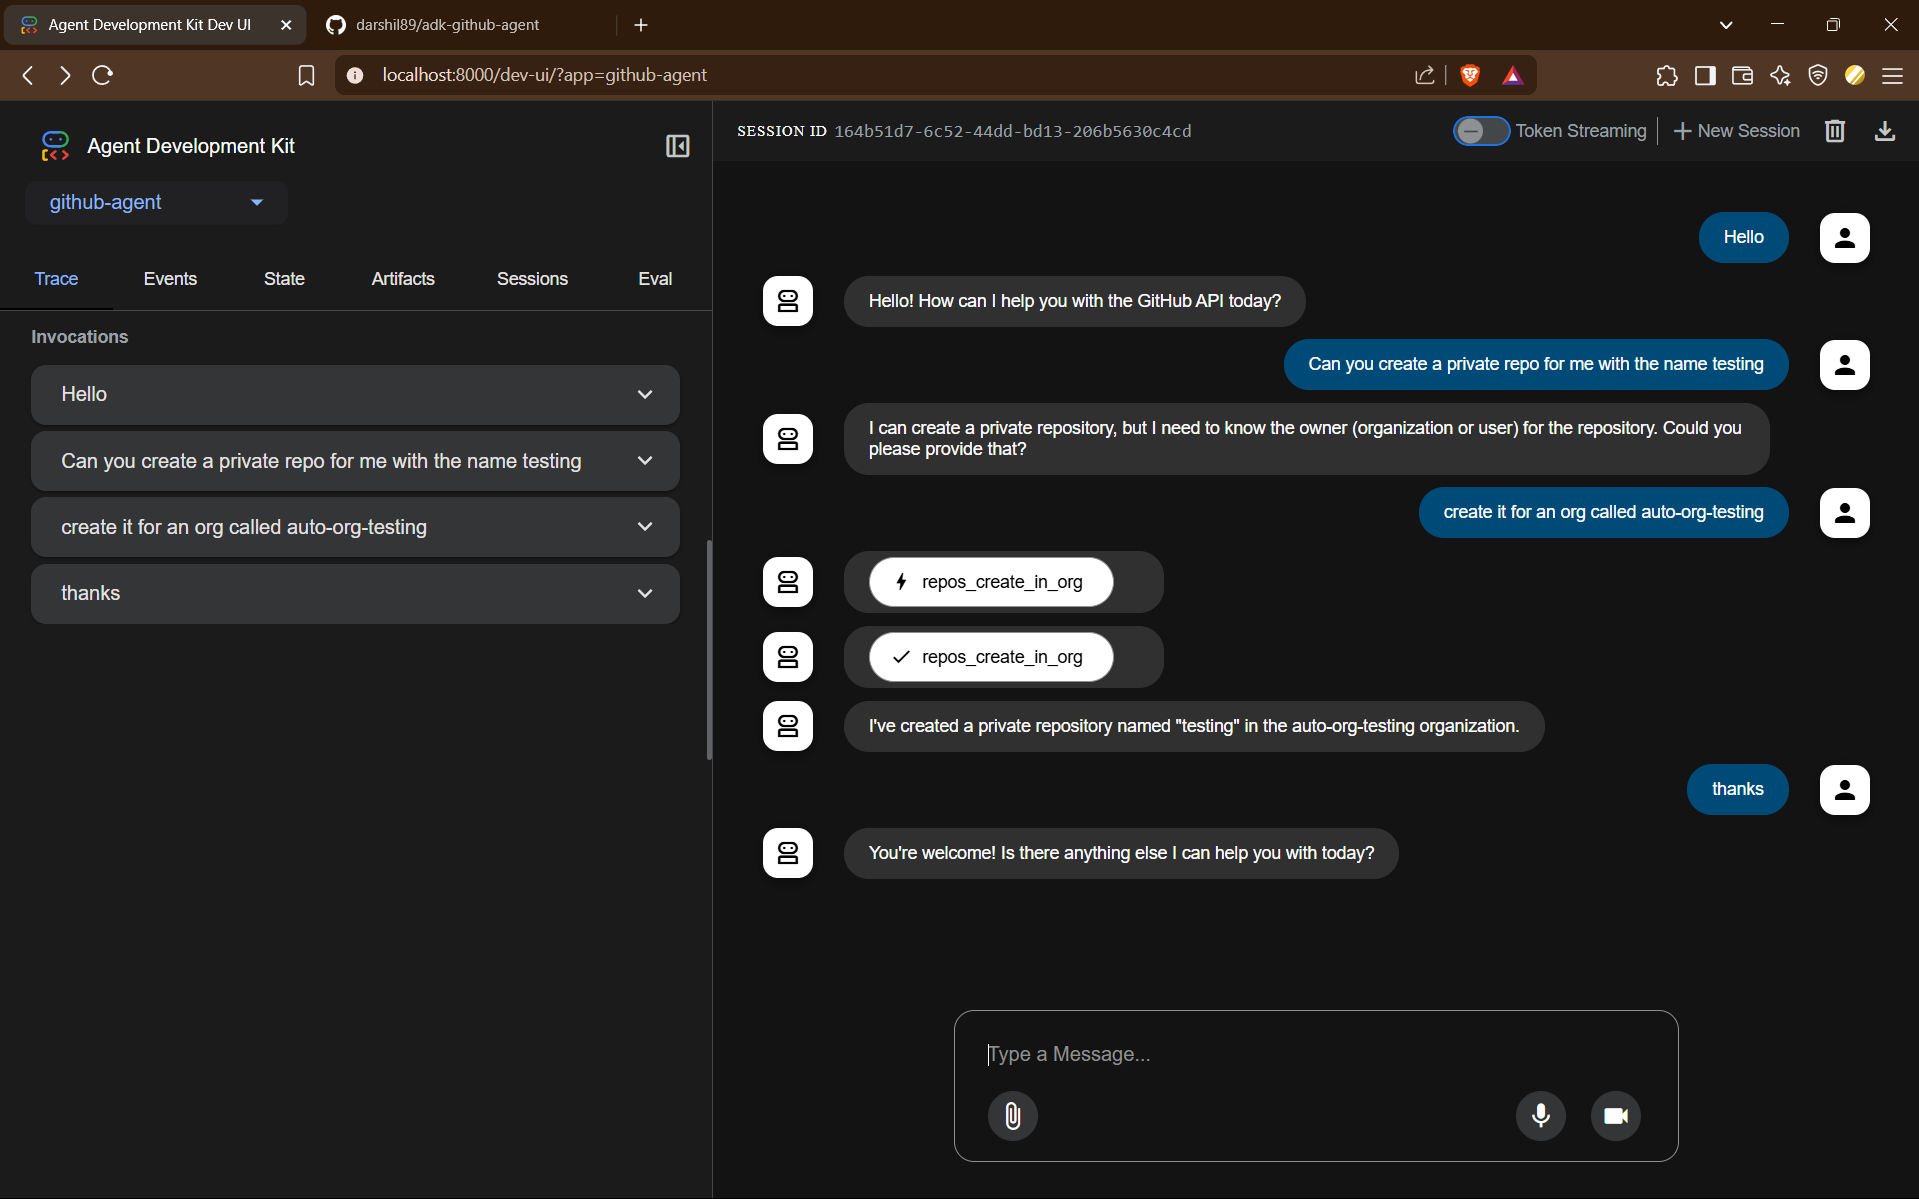 Agent Development Kit Dev UI
darshil89/adk-github-agent
localhost:8000/dev-ui/?app=github-agent
Agent Development Kit
github-agent
Trace
Events
State
Artifacts
Sessions
Eval
Invocations
Hello
Can you create a private repo for me with the name testing
create it for an org called auto-org-testing
thanks
SESSION ID 164b51d7-6c52-44dd-bd13-206b5630c4cd
Token Streaming
New Session
Hello
Hello! How can I help you with the GitHub API today?
Can you create a private repo for me with the name testing
I can create a private repository, but I need to know the owner (organization or user) for the repository. Could you
please provide that?
create it for an org called auto-org-testing
repos_create_in_org
repos_create_in_org
I've created a private repository named "testing" in the auto-org-testing organization.
thanks
You're welcome! Is there anything else I can help you with today?
Type a Message...